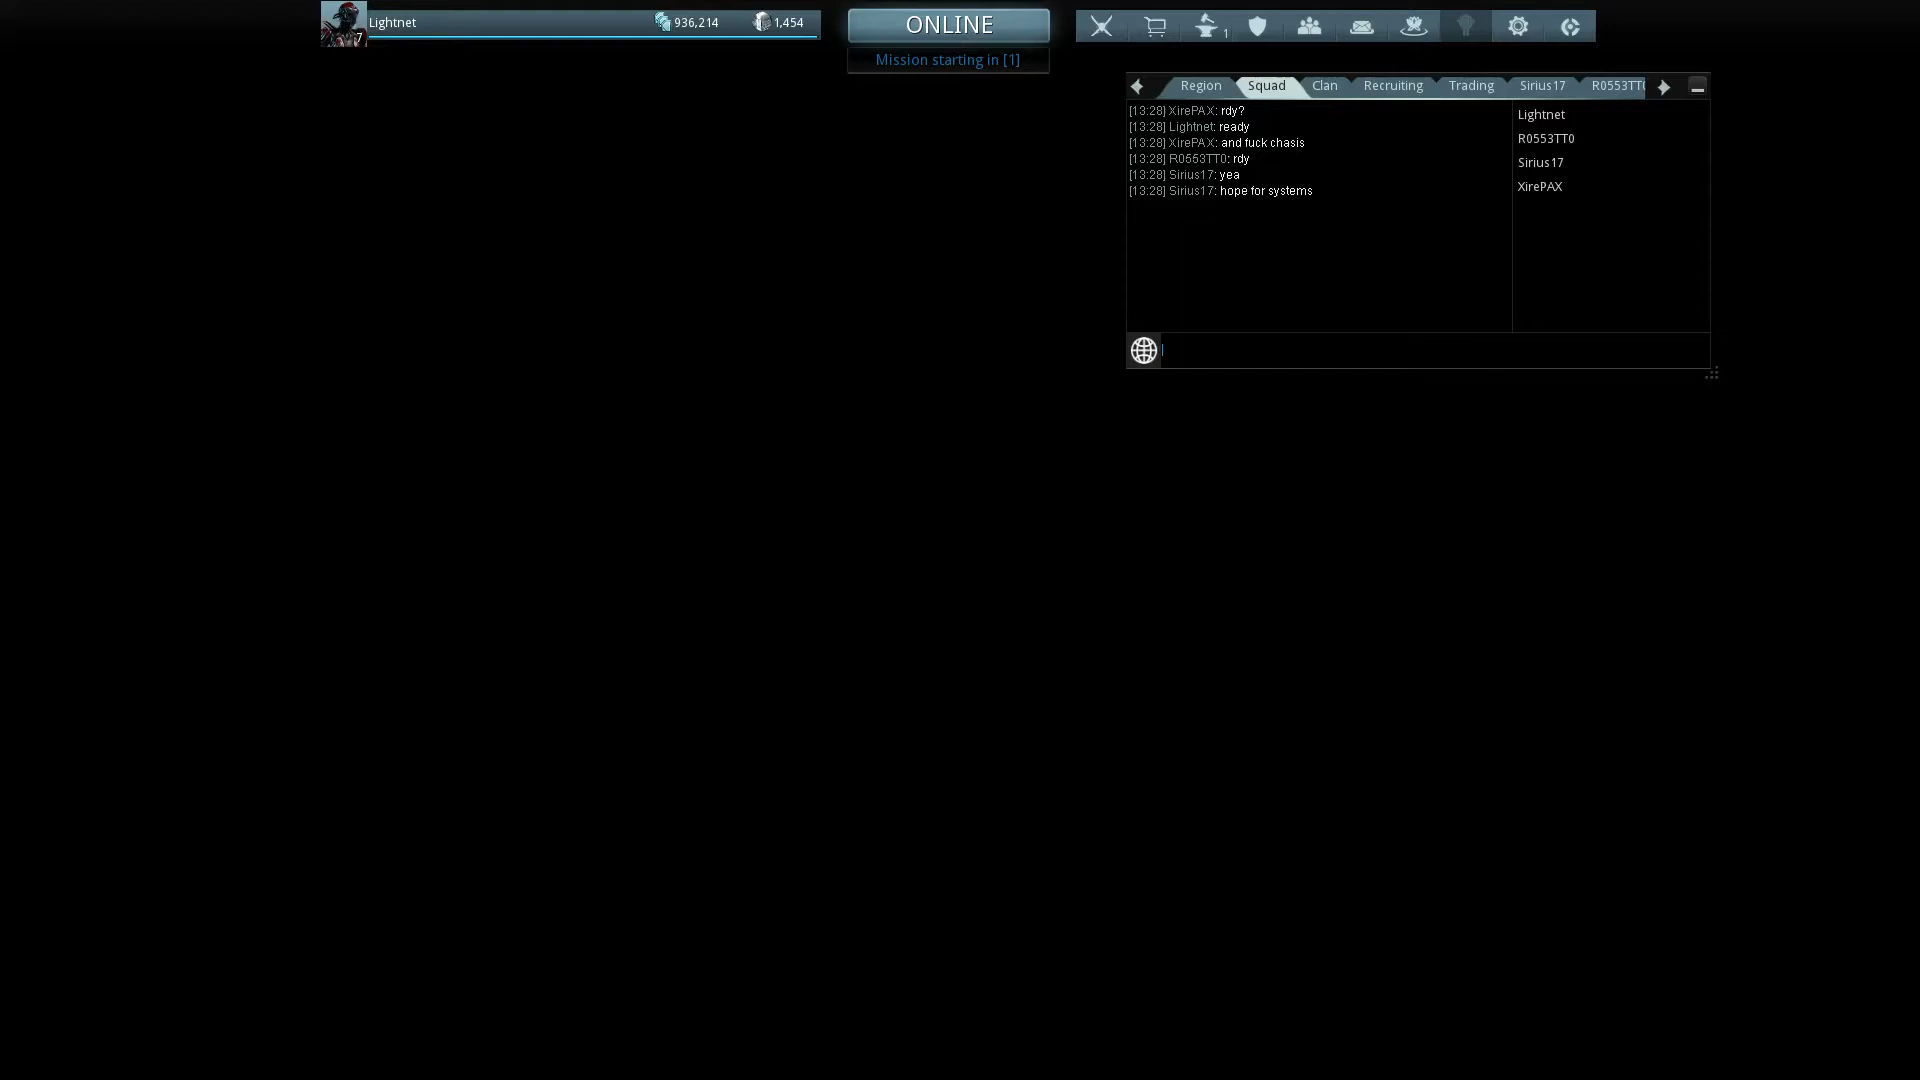 Lightnet
7
936,214
1,454
ONLINE
Mission starting in [1]
1
Region
Squad
Clan
Recruiting
Trading
Sirius17
R0553TT0
[13:28] XirePAX: rdy?
[13:28] Lightnet: ready
[13:28] XirePAX: and fuck chasis
[13:28] R0553TT0: rdy
[13:28] Sirius17: yea
[13:28] Sirius17: hope for systems
Lightnet
R0553TT0
Sirius17
XirePAX